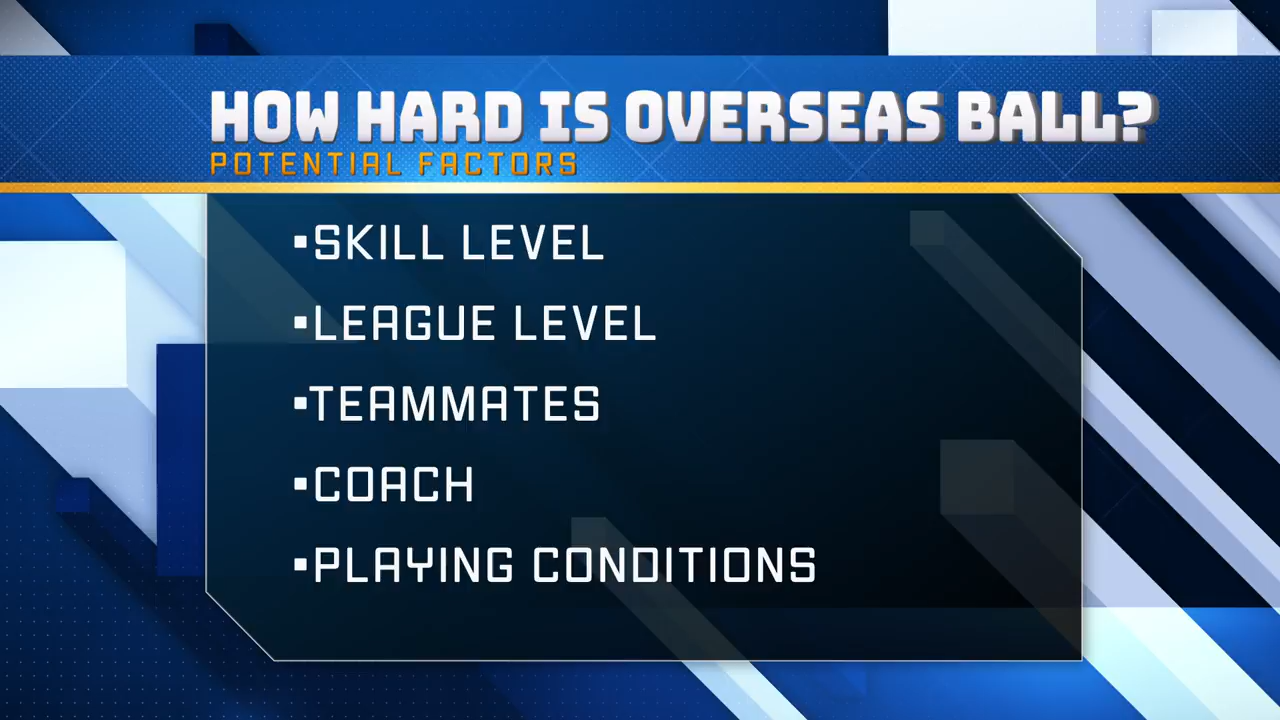 HOW HARD IS OVERSEAS BALL?
POTENTIAL FACTORS
▪SKILL LEVEL
▪LEAGUE LEVEL
▪TEAMMATES
▪COACH
▪PLAYING CONDITIONS